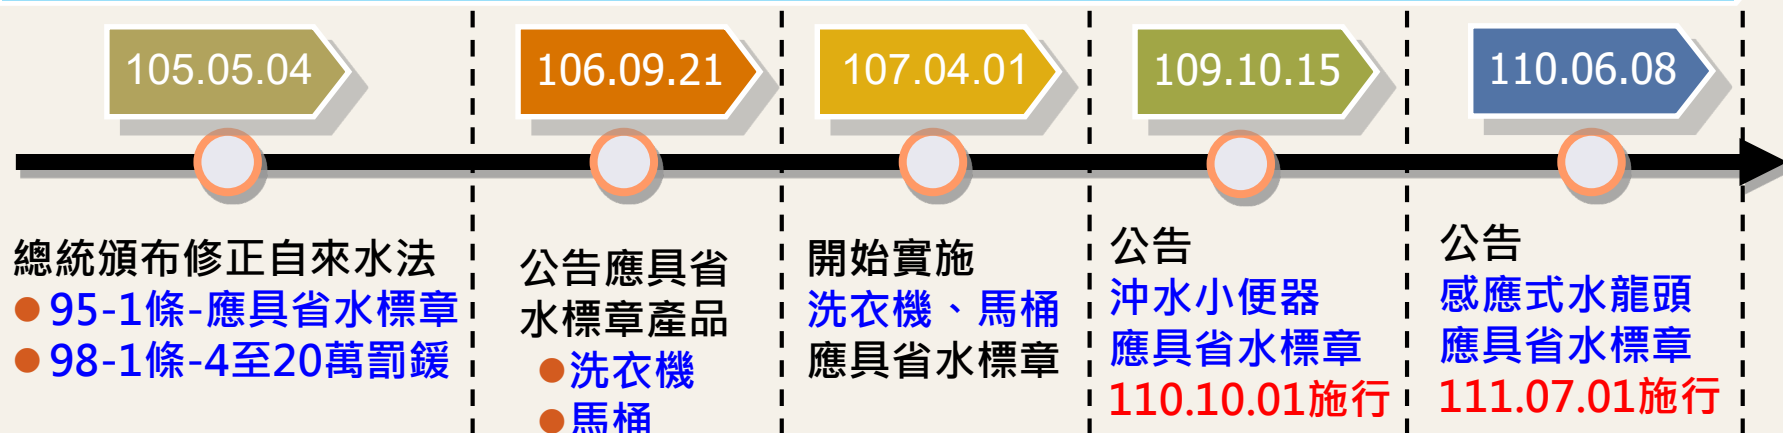 105.05.04
總統頒布修正自來水法
●95-1條-應具省水標章
●98-1條-4至20萬罰鍰
106.09.21
公告應具省
水標章產品
●洗衣機
●馬桶
107.04.01
開始實施
洗衣機、馬桶
應具省水標章
109.10.15
公告
沖水小便器
應具省水標章
110.10.01施行
110.06.08
公告
感應式水龍頭
應具省水標章
111.07.01施行